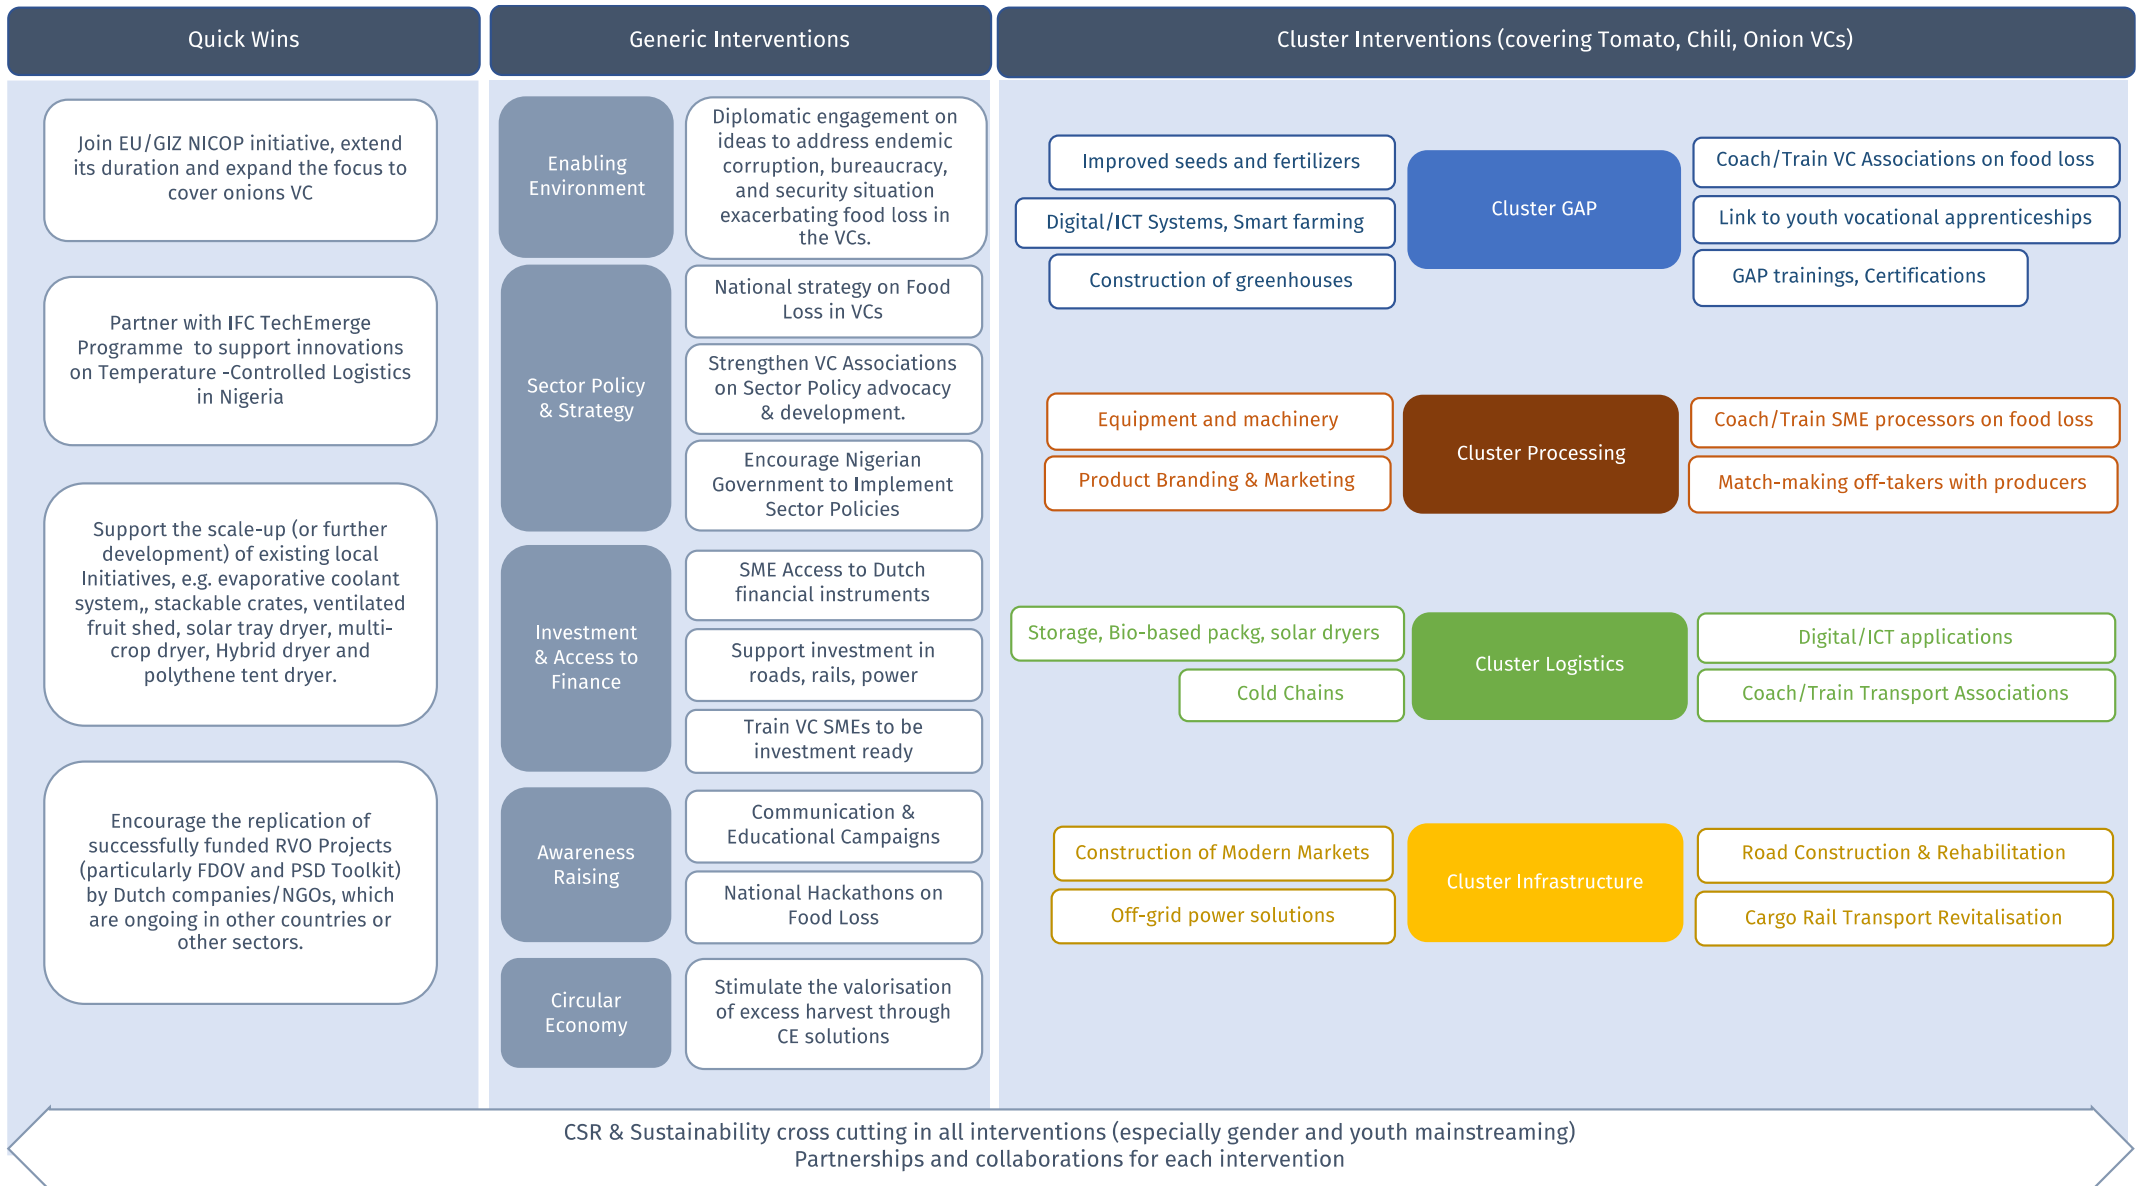 Quick Wins
Join EU/GIZ NICOP initiative, extend
its duration and expand the focus to
cover onions VC
Partner with IFC TechEmerge
Programme to support innovations
on Temperature -Controlled Logistics
in Nigeria
Support the scale-up (or further
development) of existing local
Initiatives, e.g. evaporative coolant
system,, stackable crates, ventilated
fruit shed, solar tray dryer, multi-
crop dryer, Hybrid dryer and
polythene tent dryer.
Encourage the replication of
successfully funded RVO Projects
(particularly FDOV and PSD Toolkit)
by Dutch companies/NGOs, which
are ongoing in other countries or
other sectors.
Generic Interventions
Enabling
Environment
Diplomatic engagement on
ideas to address endemic
corruption, bureaucracy,
and security situation
exacerbating food loss in
the VCs.
Sector Policy
& Strategy
National strategy on Food
Loss in VCs
Strengthen VC Associations
on Sector Policy advocacy
& development.
Encourage Nigerian
Government to Implement
Sector Policies
Investment
& Access to
Finance
SME Access to Dutch
financial instruments
Support investment in
roads, rails, power
Train VC SMEs to be
investment ready
Awareness
Raising
Communication &
Educational Campaigns
National Hackathons on
Food Loss
Circular
Economy
Stimulate the valorisation
of excess harvest through
CE solutions
Cluster Interventions (covering Tomato, Chili, Onion VCs)
Improved seeds and fertilizers
Digital/ICT Systems, Smart farming
Construction of greenhouses
Cluster GAP
Coach/Train VC Associations on food loss
Link to youth vocational apprenticeships
GAP trainings, Certifications
Equipment and machinery
Product Branding & Marketing
Cluster Processing
Coach/Train SME processors on food loss
Match-making off-takers with producers
Storage, Bio-based packg, solar dryers
Cold Chains
Cluster Logistics
Digital/ICT applications
Coach/Train Transport Associations
Construction of Modern Markets
Off-grid power solutions
Cluster Infrastructure
Road Construction & Rehabilitation
Cargo Rail Transport Revitalisation
CSR & Sustainability cross cutting in all interventions (especially gender and youth mainstreaming)
Partnerships and collaborations for each intervention